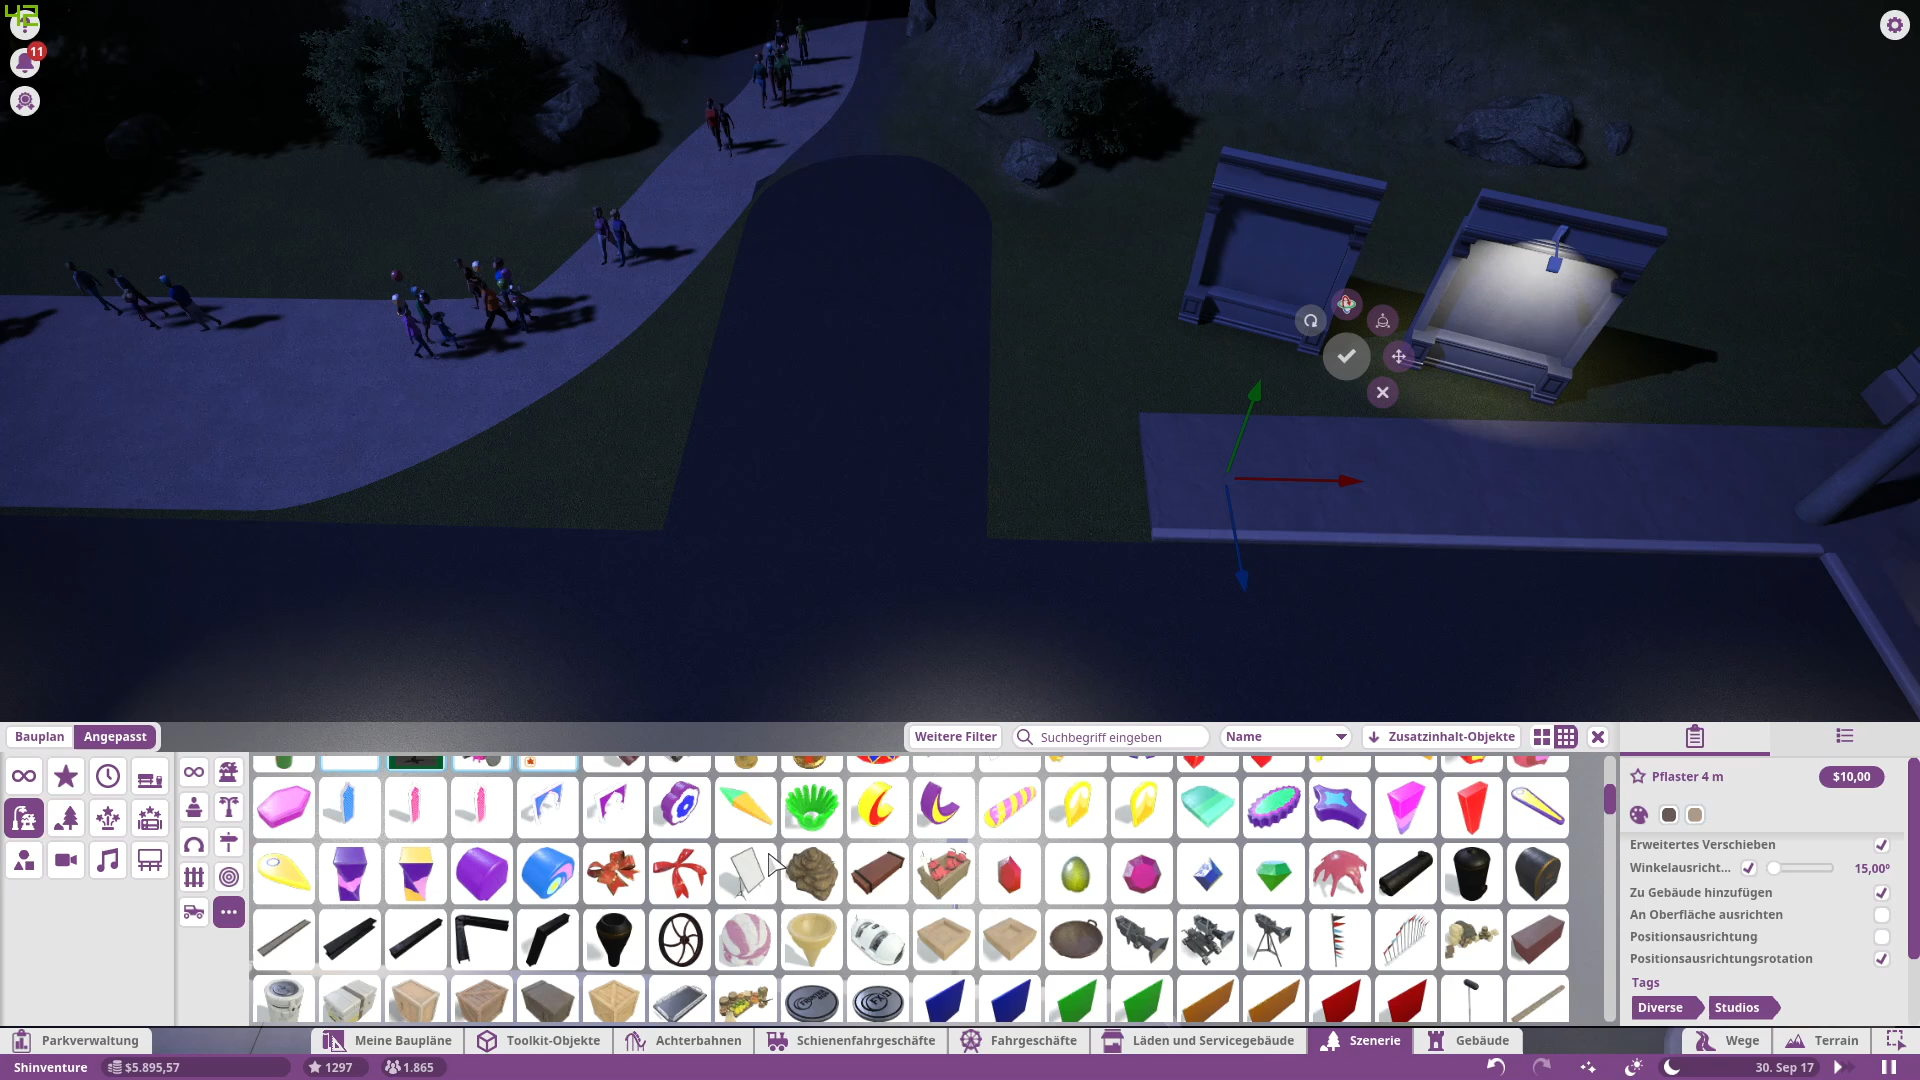 42
11
Bauplan Angepasst Weitere Filter Suchbegriff eingeben Name Zusatzinhalt-Objekte
Pflaster 4 m $10,00
Erweitertes Verschieben
Winkelausricht... 15,00°
Zu Gebäude hinzufügen
An Oberfläche ausrichten
Positionsausrichtung
Positionsausrichtungsrotation
Tags
Diverse Studios
Parkverwaltung Meine Baupläne Toolkit-Objekte Achterbahnen Schienenfahrgeschäfte Fahrgeschäfte Läden und Servicegebäude Szenerie Gebäude Wege Terrain
Shinventure $5.895,57 1297 1.865 30. Sep 17